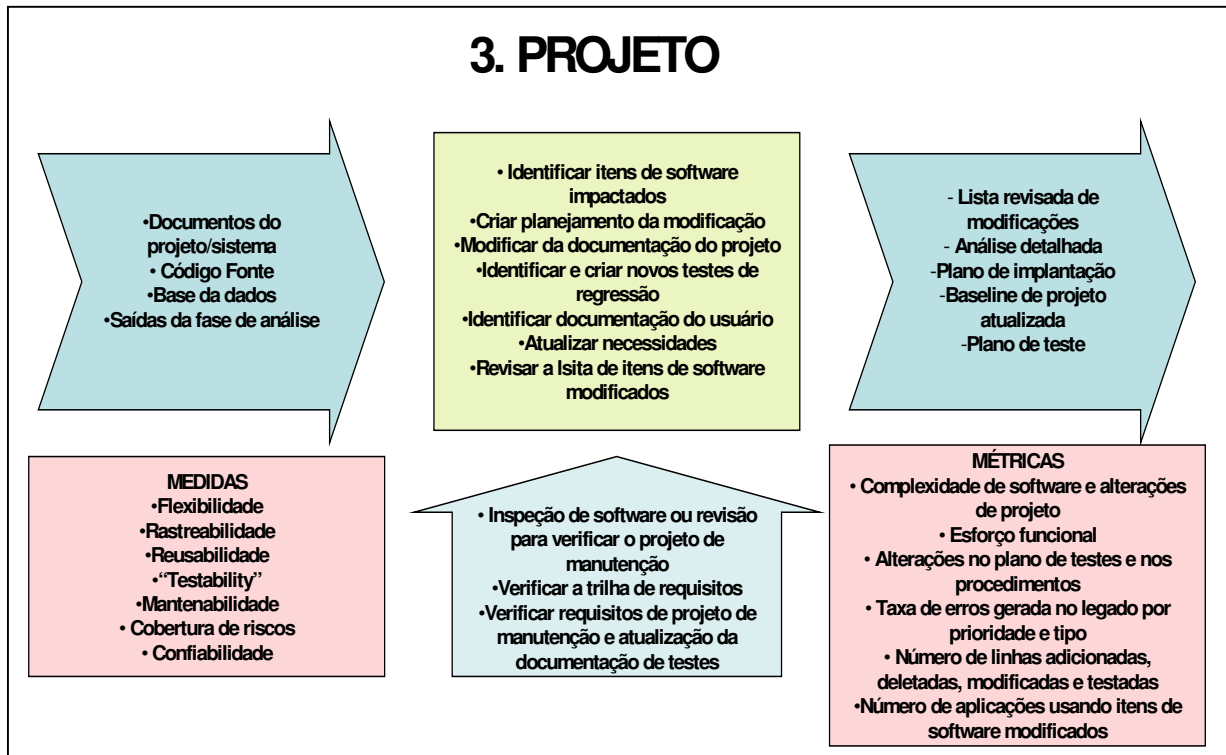 3. PROJETO
•Documentos do
projeto/sistema
• Código Fonte
•Base da dados
•Saídas da fase de análise
• Identificar itens de software
impactados
•Criar planejamento da modificação
•Modificar da documentação do projeto
•Identificar e criar novos testes de
regressão
•Identificar documentação do usuário
•Atualizar necessidades
•Revisar a lsita de itens de software
modificados
- Lista revisada de
modificações
- Análise detalhada
-Plano de implantação
-Baseline de projeto
atualizada
-Plano de teste
MEDIDAS
•Flexibilidade
•Rastreabilidade
•Reusabilidade
•“Testability”
•Mantenabilidade
• Cobertura de riscos
• Confiabilidade
• Inspeção de software ou revisão
para verificar o projeto de
manutenção
•Verificar a trilha de requisitos
•Verificar requisitos de projeto de
manutenção e atualização da
documentação de testes
MÉTRICAS
• Complexidade de software e alterações
de projeto
• Esforço funcional
• Alterações no plano de testes e nos
procedimentos
• Taxa de erros gerada no legado por
prioridade e tipo
• Número de linhas adicionadas,
deletadas, modificadas e testadas
•Número de aplicações usando itens de
software modificados